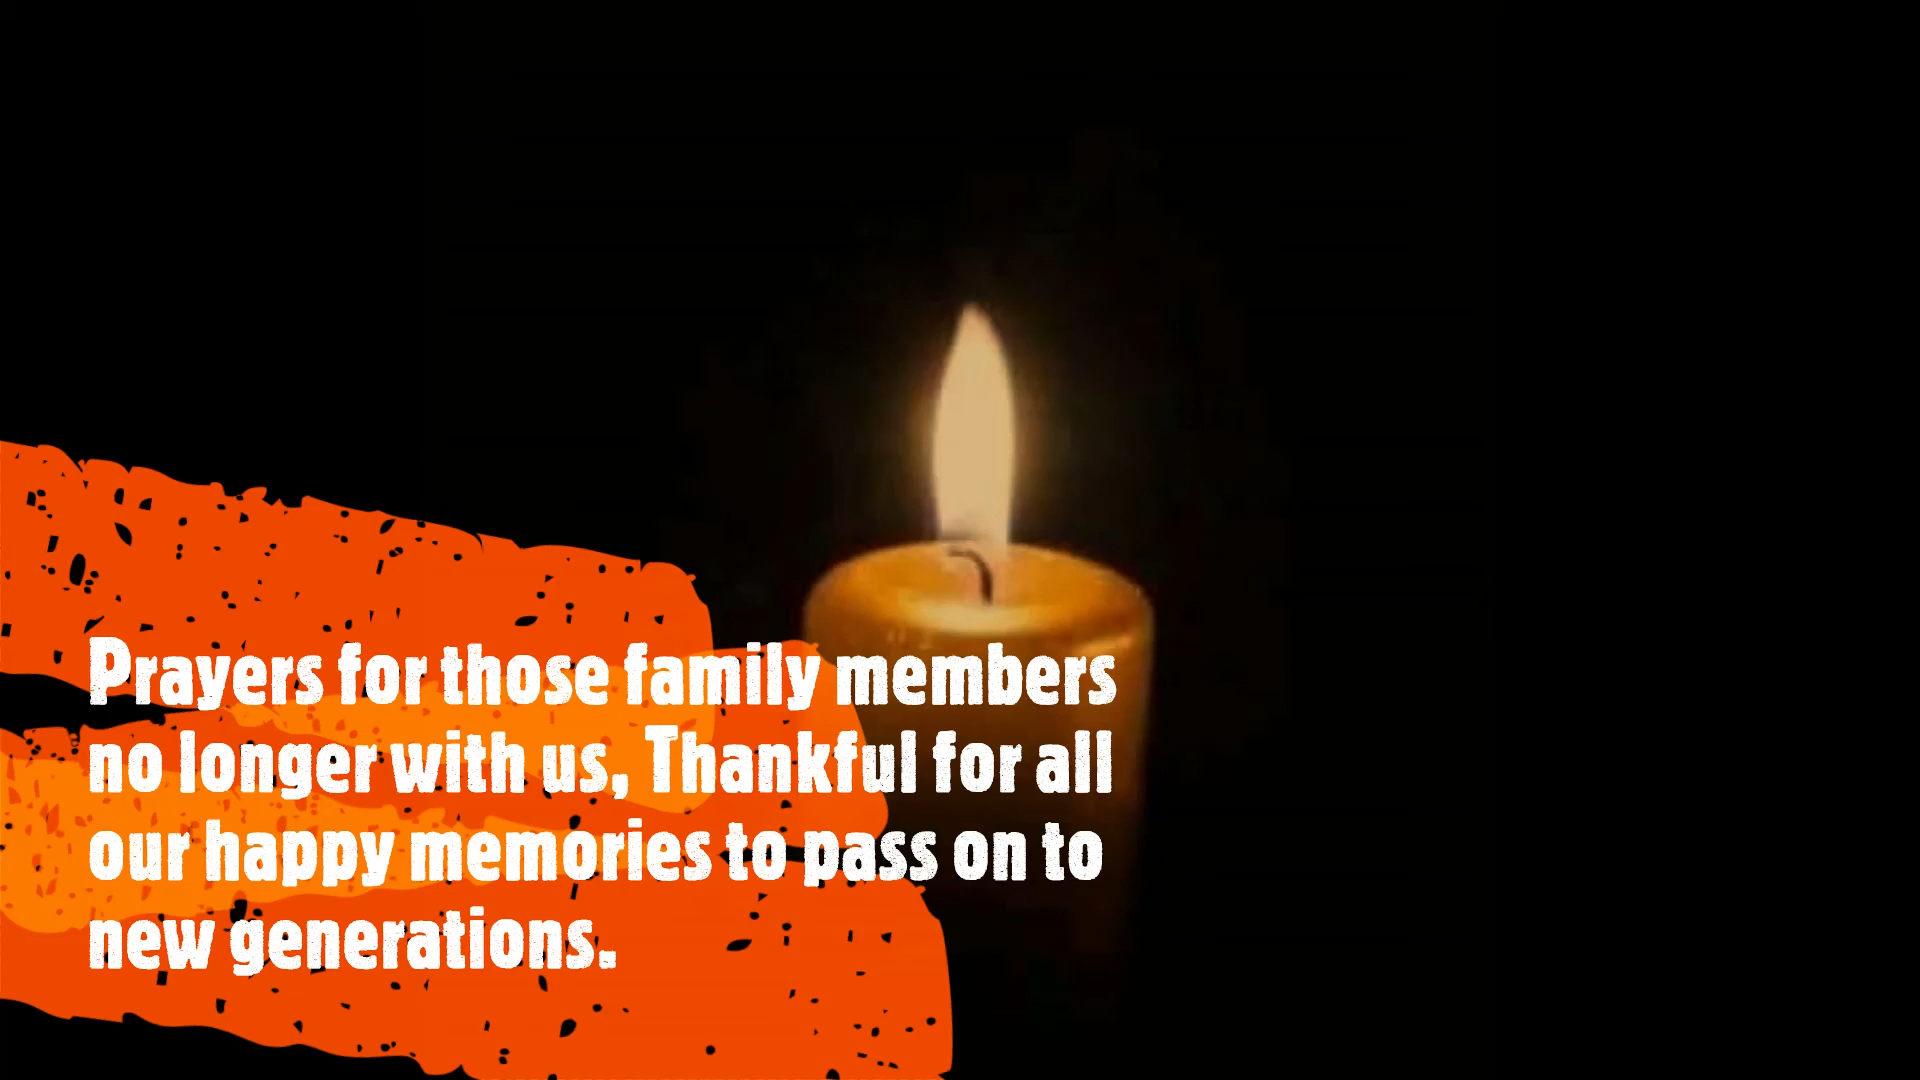 Prayers for those family members
no longer with us, Thankful for all
our happy memories to pass on to
new generations.